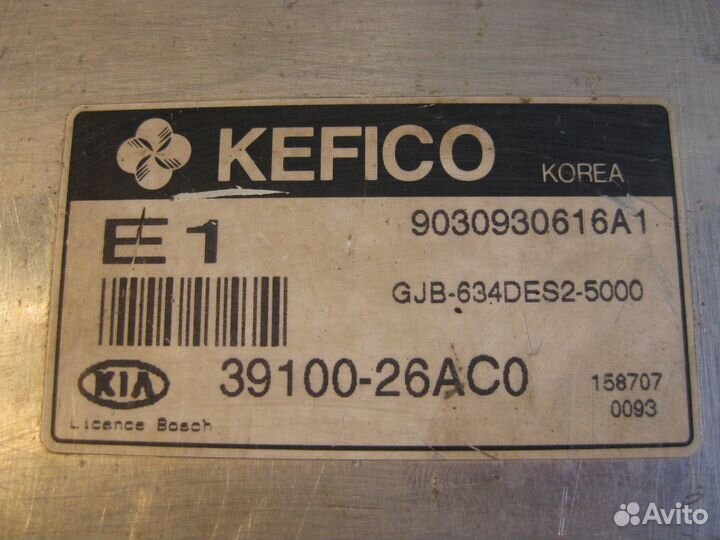 KEFICO KOREA
E1
9030930616A1
GJB-634DES2-5000
KIA
39100-26AC0
158707
0093
Licence Bosch
Avito